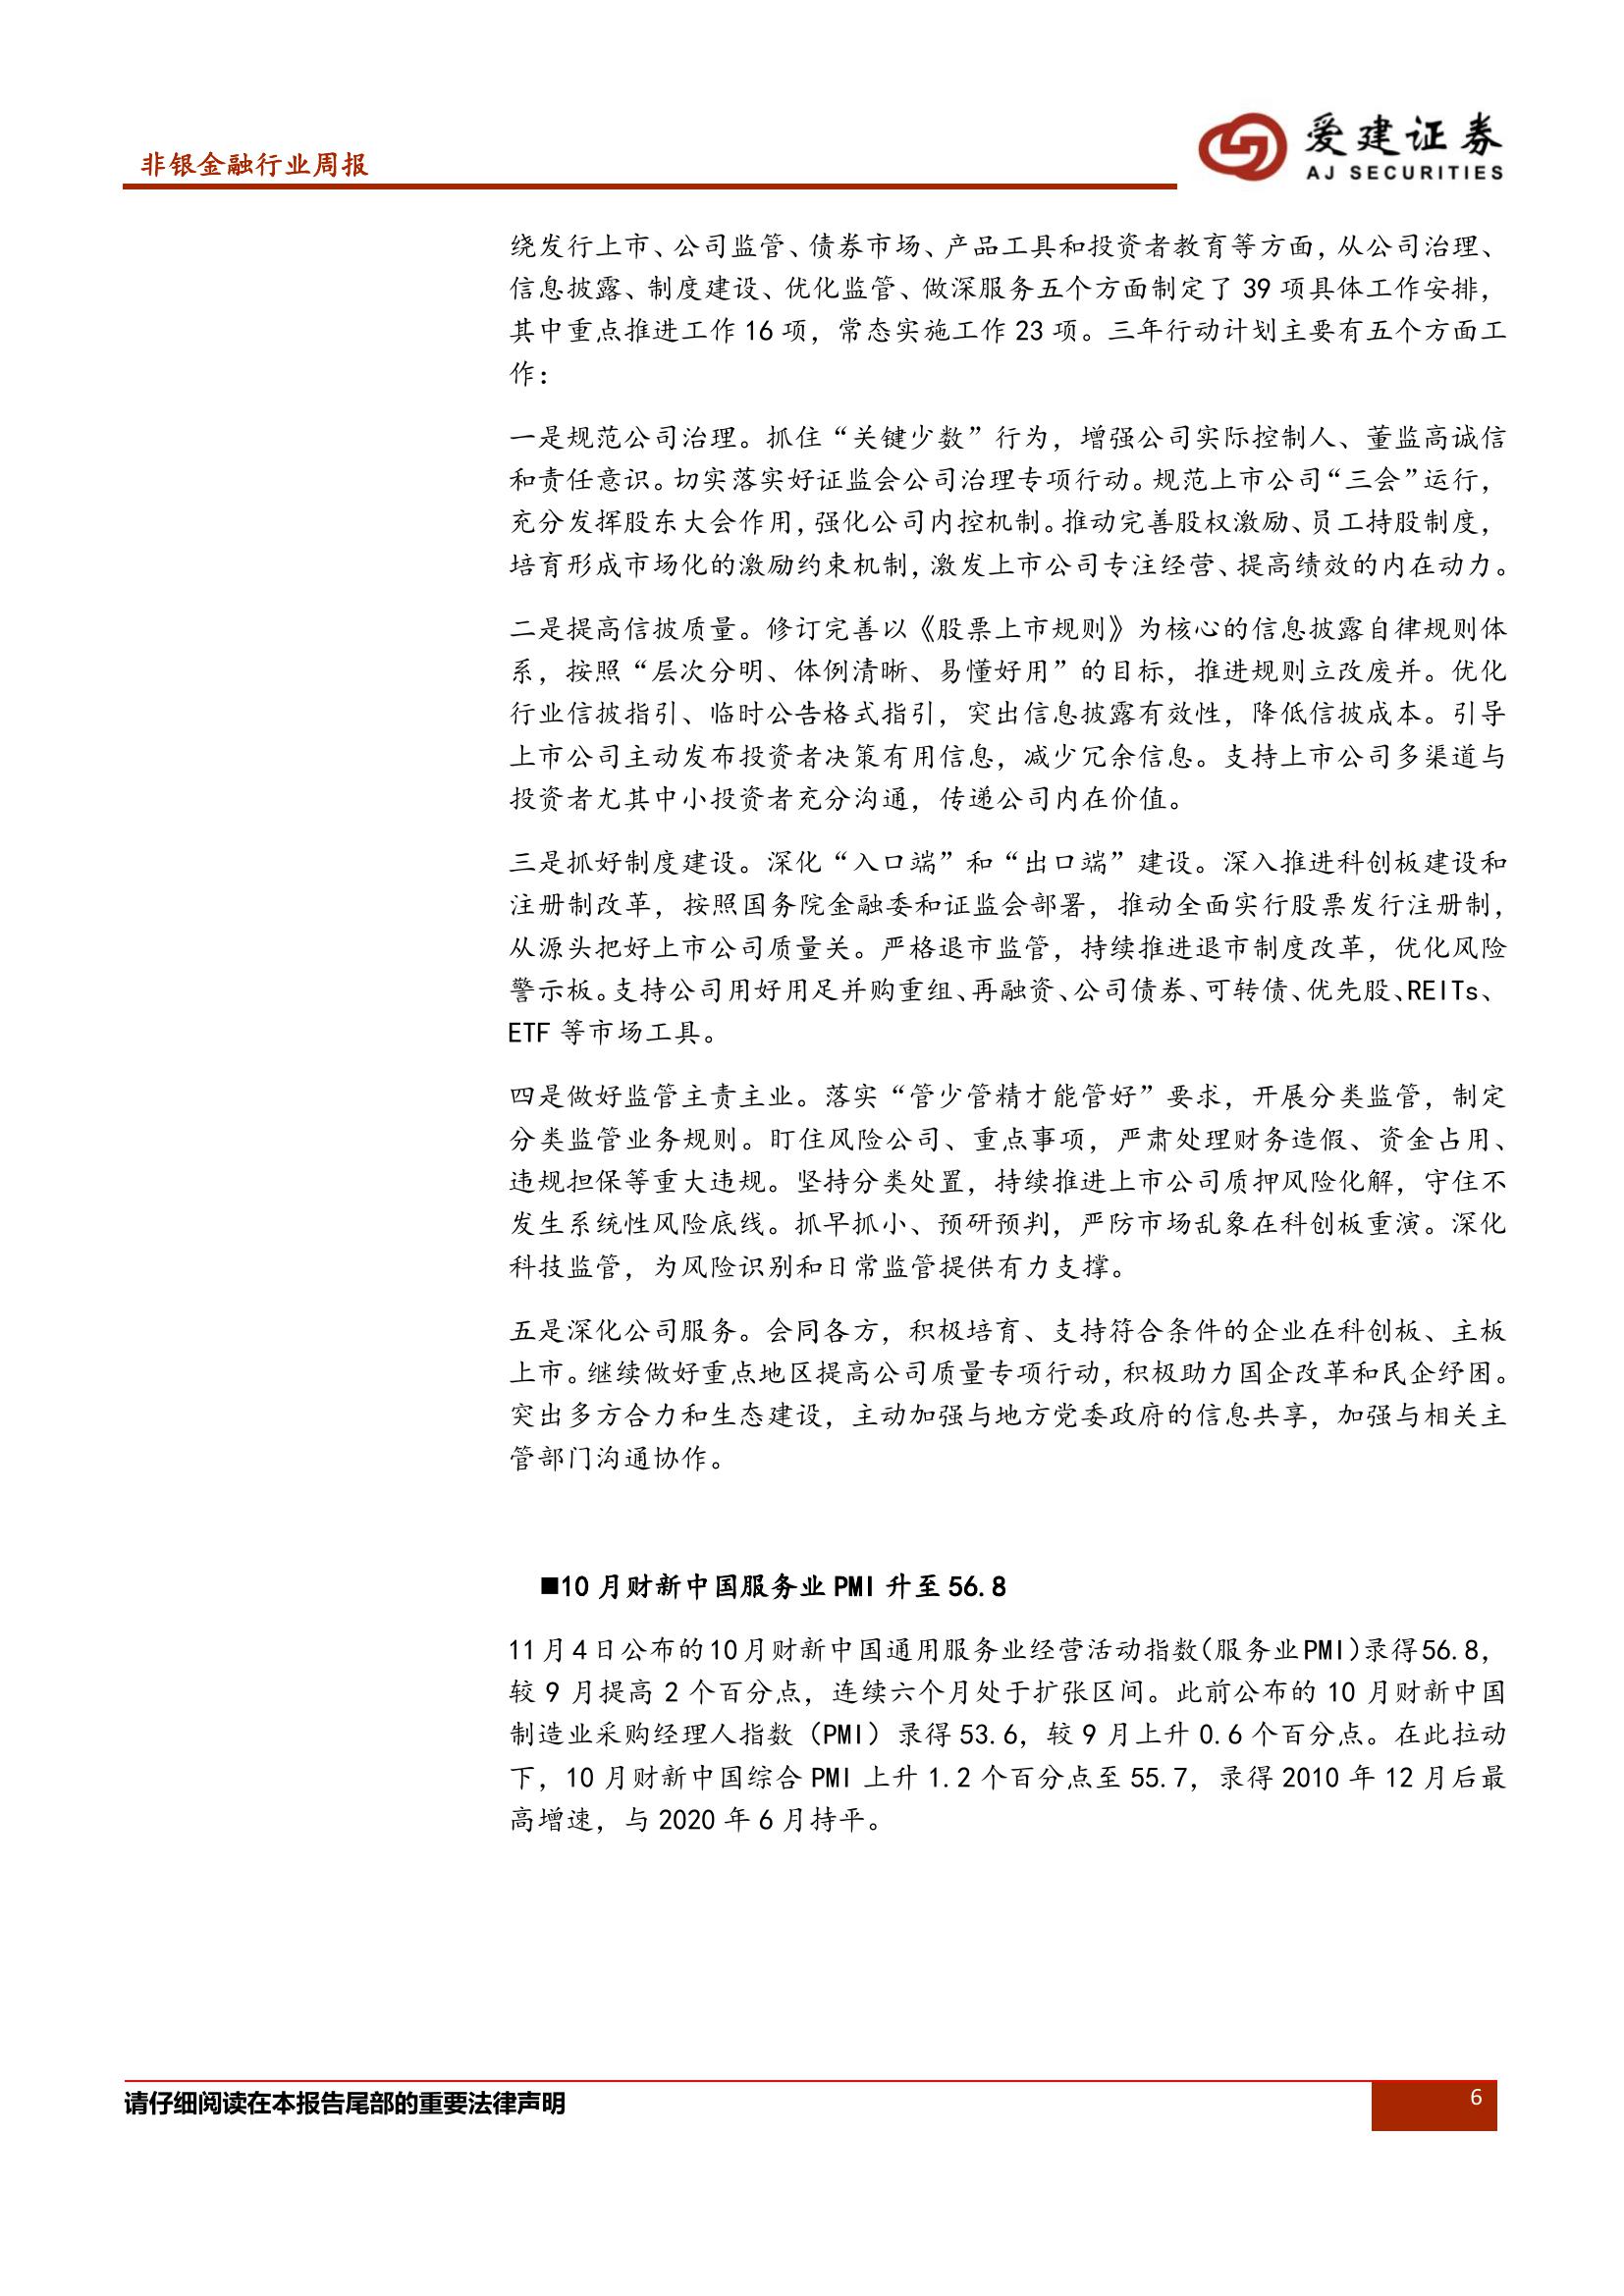 非银金融行业周报
爱建证券
AJ SECURITIES
绕发行上市、公司监管、债券市场、产品工具和投资者教育等方面，从公司治理、
信息披露、制度建设、优化监管、做深服务五个方面制定了 39 项具体工作安排，
其中重点推进工作 16 项，常态实施工作 23 项。三年行动计划主要有五个方面工
作：
一是规范公司治理。抓住“关键少数”行为，增强公司实际控制人、董监高诚信
和责任意识。切实落实好证监会公司治理专项行动。规范上市公司“三会”运行，
充分发挥股东大会作用，强化公司内控机制。推动完善股权激励、员工持股制度，
培育形成市场化的激励约束机制，激发上市公司专注经营、提高绩效的内在动力。
二是提高信披质量。修订完善以《股票上市规则》为核心的信息披露自律规则体
系，按照“层次分明、体例清晰、易懂好用”的目标，推进规则立改废并。优化
行业信披指引、临时公告格式指引，突出信息披露有效性，降低信披成本。引导
上市公司主动发布投资者决策有用信息，减少冗余信息。支持上市公司多渠道与
投资者尤其中小投资者充分沟通，传递公司内在价值。
三是抓好制度建设。深化“入口端”和“出口端”建设。深入推进科创板建设和
注册制改革，按照国务院金融委和证监会部署，推动全面实行股票发行注册制，
从源头把好上市公司质量关。严格退市监管，持续推进退市制度改革，优化风险
警示板。支持公司用好用足并购重组、再融资、公司债券、可转债、优先股、REITs、
ETF 等市场工具。
四是做好监管主责主业。落实“管少管精才能管好”要求，开展分类监管，制定
分类监管业务规则。盯住风险公司、重点事项，严肃处理财务造假、资金占用、
违规担保等重大违规。坚持分类处置，持续推进上市公司质押风险化解，守住不
发生系统性风险底线。抓早抓小、预研预判，严防市场乱象在科创板重演。深化
科技监管，为风险识别和日常监管提供有力支撑。
五是深化公司服务。会同各方，积极培育、支持符合条件的企业在科创板、主板
上市。继续做好重点地区提高公司质量专项行动，积极助力国企改革和民企纾困。
突出多方合力和生态建设，主动加强与地方党委政府的信息共享，加强与相关主
管部门沟通协作。
■10 月财新中国服务业 PMI 升至 56.8
11 月 4 日公布的 10 月财新中国通用服务业经营活动指数(服务业 PMI)录得 56.8，
较 9 月提高 2 个百分点，连续六个月处于扩张区间。此前公布的 10 月财新中国
制造业采购经理人指数（PMI）录得 53.6，较 9 月上升 0.6 个百分点。在此拉动
下，10 月财新中国综合 PMI 上升 1.2 个百分点至 55.7，录得 2010 年 12 月后最
高增速，与 2020 年 6 月持平。
请仔细阅读在本报告尾部的重要法律声明
6